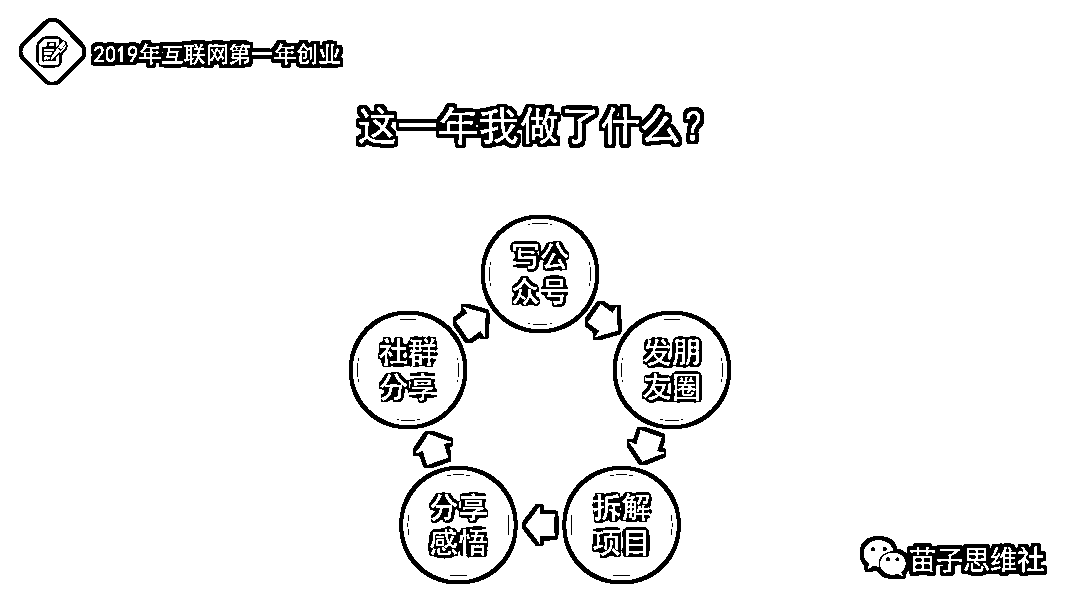 2019年互联网第一年创业
这一年我做了什么？
写公
众号
发朋
友圈
拆解
项目
分享
感悟
社群
分享
苗子思维社